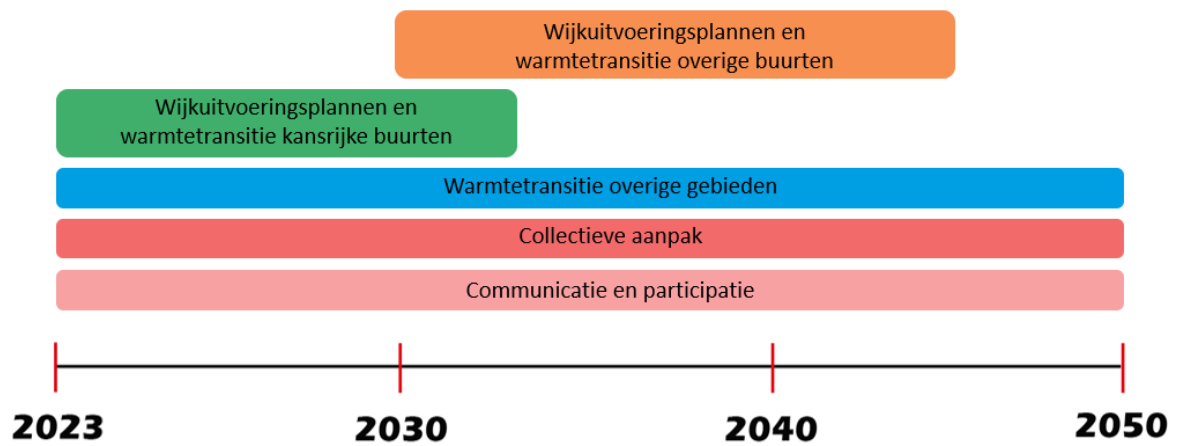 Wijkuitvoeringsplannen en
warmtetransitie overige buurten
Wijkuitvoeringsplannen en
warmtetransitie kansrijke buurten
Warmtetransitie overige gebieden
Collectieve aanpak
Communicatie en participatie
2023 2030 2040 2050